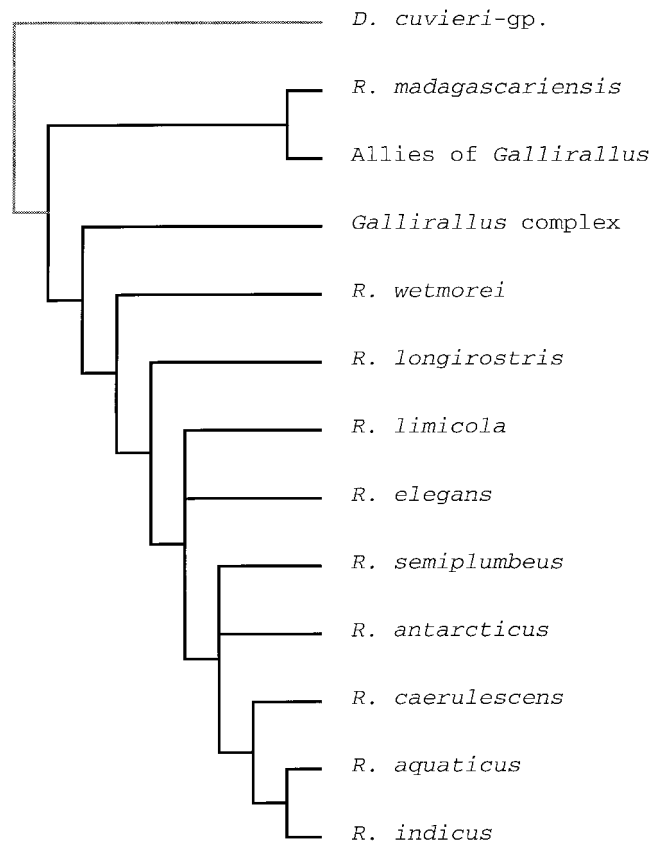 D. cuvieri-gp.
R. madagascariensis
Allies of Gallirallus
Gallirallus complex
R. wetmorei
R. longirostris
R. limicola
R. elegans
R. semiplumbeus
R. antarcticus
R. caerulescens
R. aquaticus
R. indicus